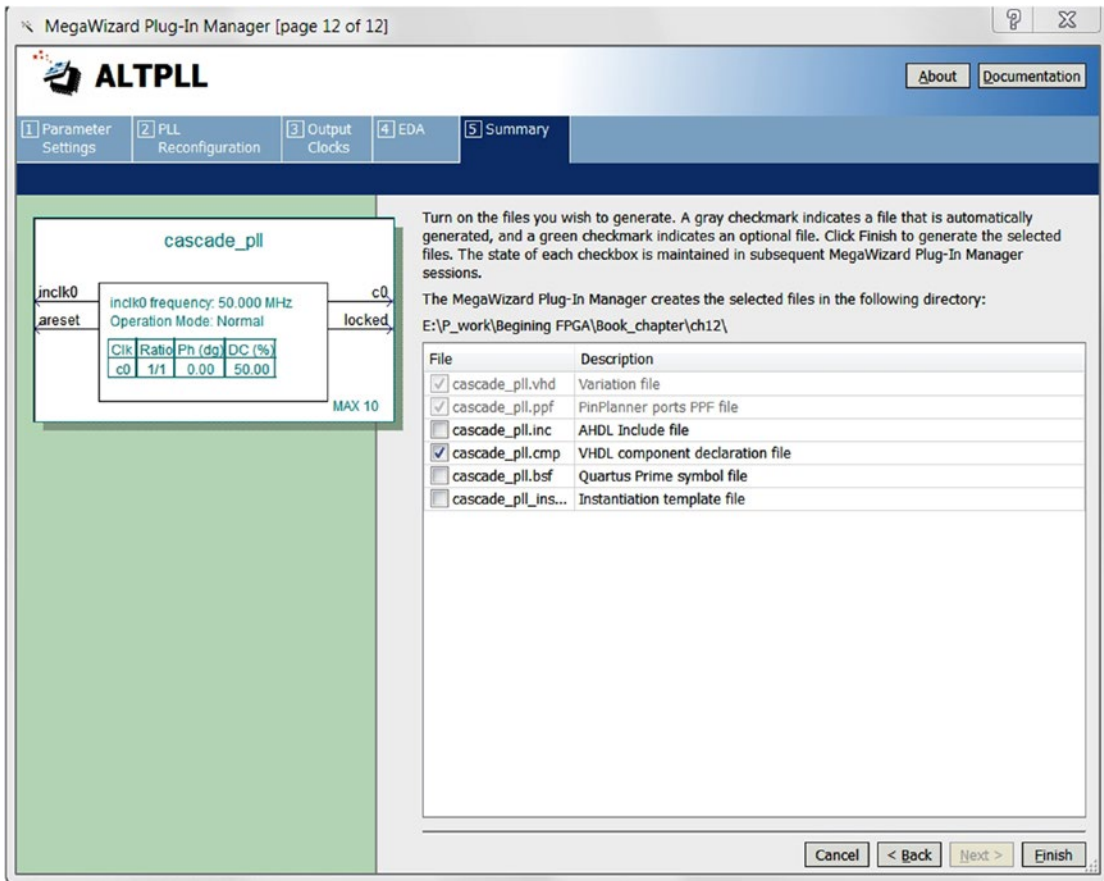 MegaWizard Plug-In Manager [page 12 of 12]
ALTPLL
About
Documentation
1 Parameter Settings
2 PLL Reconfiguration
3 Output Clocks
4 EDA
5 Summary
cascade_pll
inclk0
areset
inclk0 frequency: 50.000 MHz
Operation Mode: Normal
Clk Ratio Ph (dg) DC (%)
c0 1/1 0.00 50.00
c0
locked
MAX 10
Turn on the files you wish to generate. A gray checkmark indicates a file that is automatically
generated, and a green checkmark indicates an optional file. Click Finish to generate the selected
files. The state of each checkbox is maintained in subsequent MegaWizard Plug-In Manager
sessions.
The MegaWizard Plug-In Manager creates the selected files in the following directory:
E:\P_work\Begining FPGA\Book_chapter\ch12\
File Description
cascade_pll.vhd Variation file
cascade_pll.ppf PinPlanner ports PPF file
cascade_pll.inc AHDL Include file
cascade_pll.cmp VHDL component declaration file
cascade_pll.bsf Quartus Prime symbol file
cascade_pll_ins... Instantiation template file
Cancel
< Back
Next >
Finish